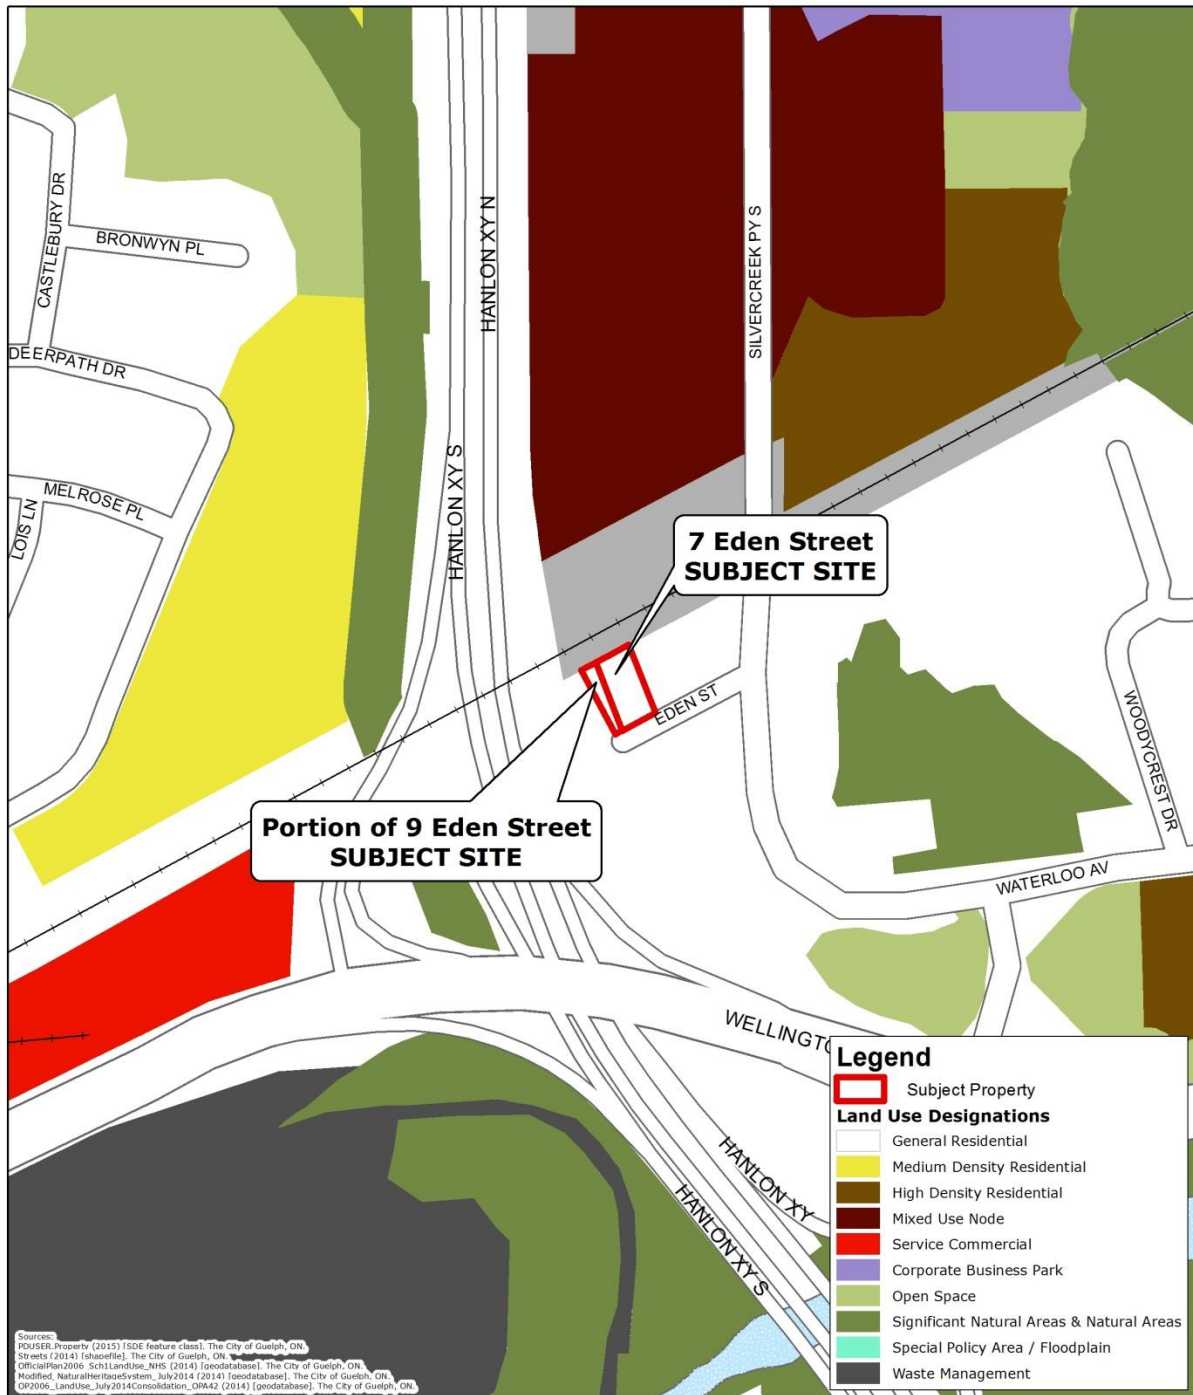 CASTLEBURY DR
BRONWYN PL
DEERPATH DR
MELROSE PL
LOIS LN
HANLON XY N
HANLON XY S
SILVERCREEK PY S
7 Eden Street
SUBJECT SITE
EDEN ST
WOODYCREST DR
Portion of 9 Eden Street
SUBJECT SITE
WATERLOO AV
WELLINGTO
HANLON XY
HANLON XY S
Legend
Subject Property
Land Use Designations
General Residential
Medium Density Residential
High Density Residential
Mixed Use Node
Service Commercial
Corporate Business Park
Open Space
Significant Natural Areas & Natural Areas
Special Policy Area / Floodplain
Waste Management
Sources:
PDUSER.Property (2015) [SDE feature class]. The City of Guelph, ON.
Streets (2014) [shapefile]. The City of Guelph, ON.
OfficialPlan2006_Sch1LandUse_NHS (2014) [geodatabase]. The City of Guelph, ON.
Modified_NaturalHeritageSystem_July2014 (2014) [geodatabase]. The City of Guelph, ON.
OP2006_LandUse_July2014Consolidation_OPA42 (2014) [geodatabase]. The City of Guelph, ON.